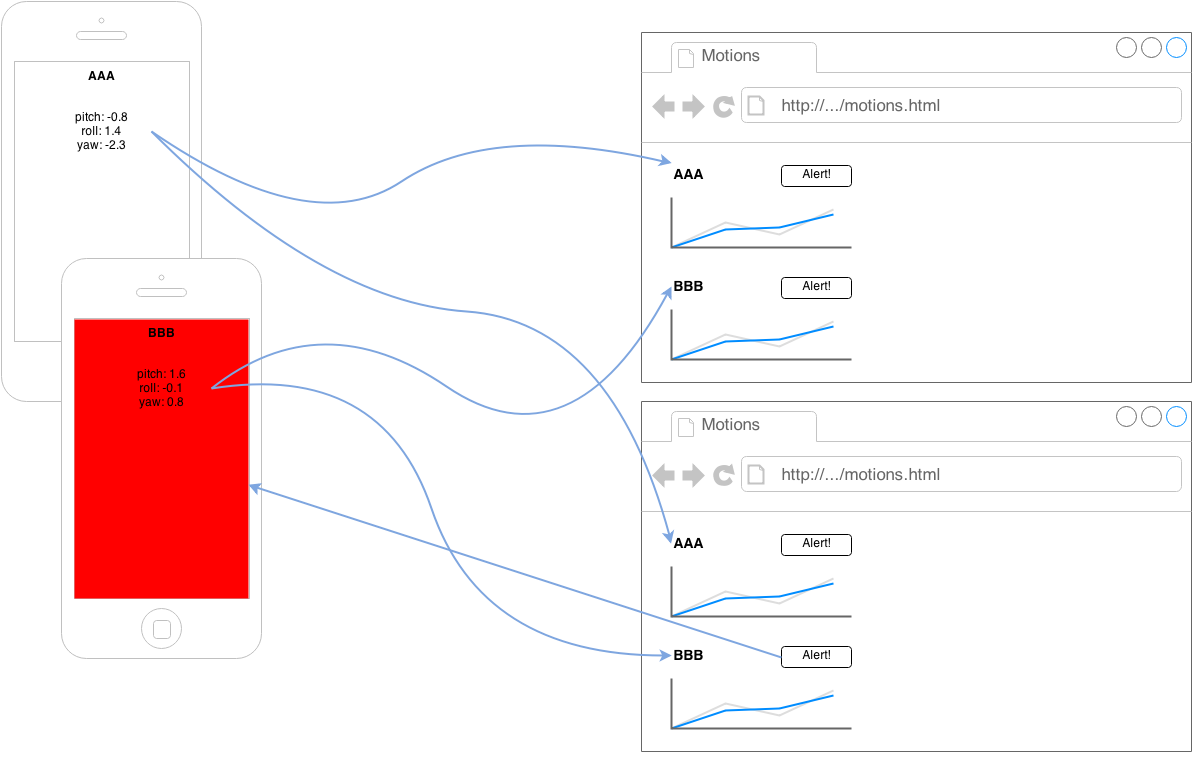 AAA
pitch: -0.8
roll: 1.4
yaw: -2.3
BBB
pitch: 1.6
roll: -0.1
yaw: 0.8
Motions
http://.../motions.html
AAA
Alert!
BBB
Alert!
Motions
http://.../motions.html
AAA
Alert!
BBB
Alert!